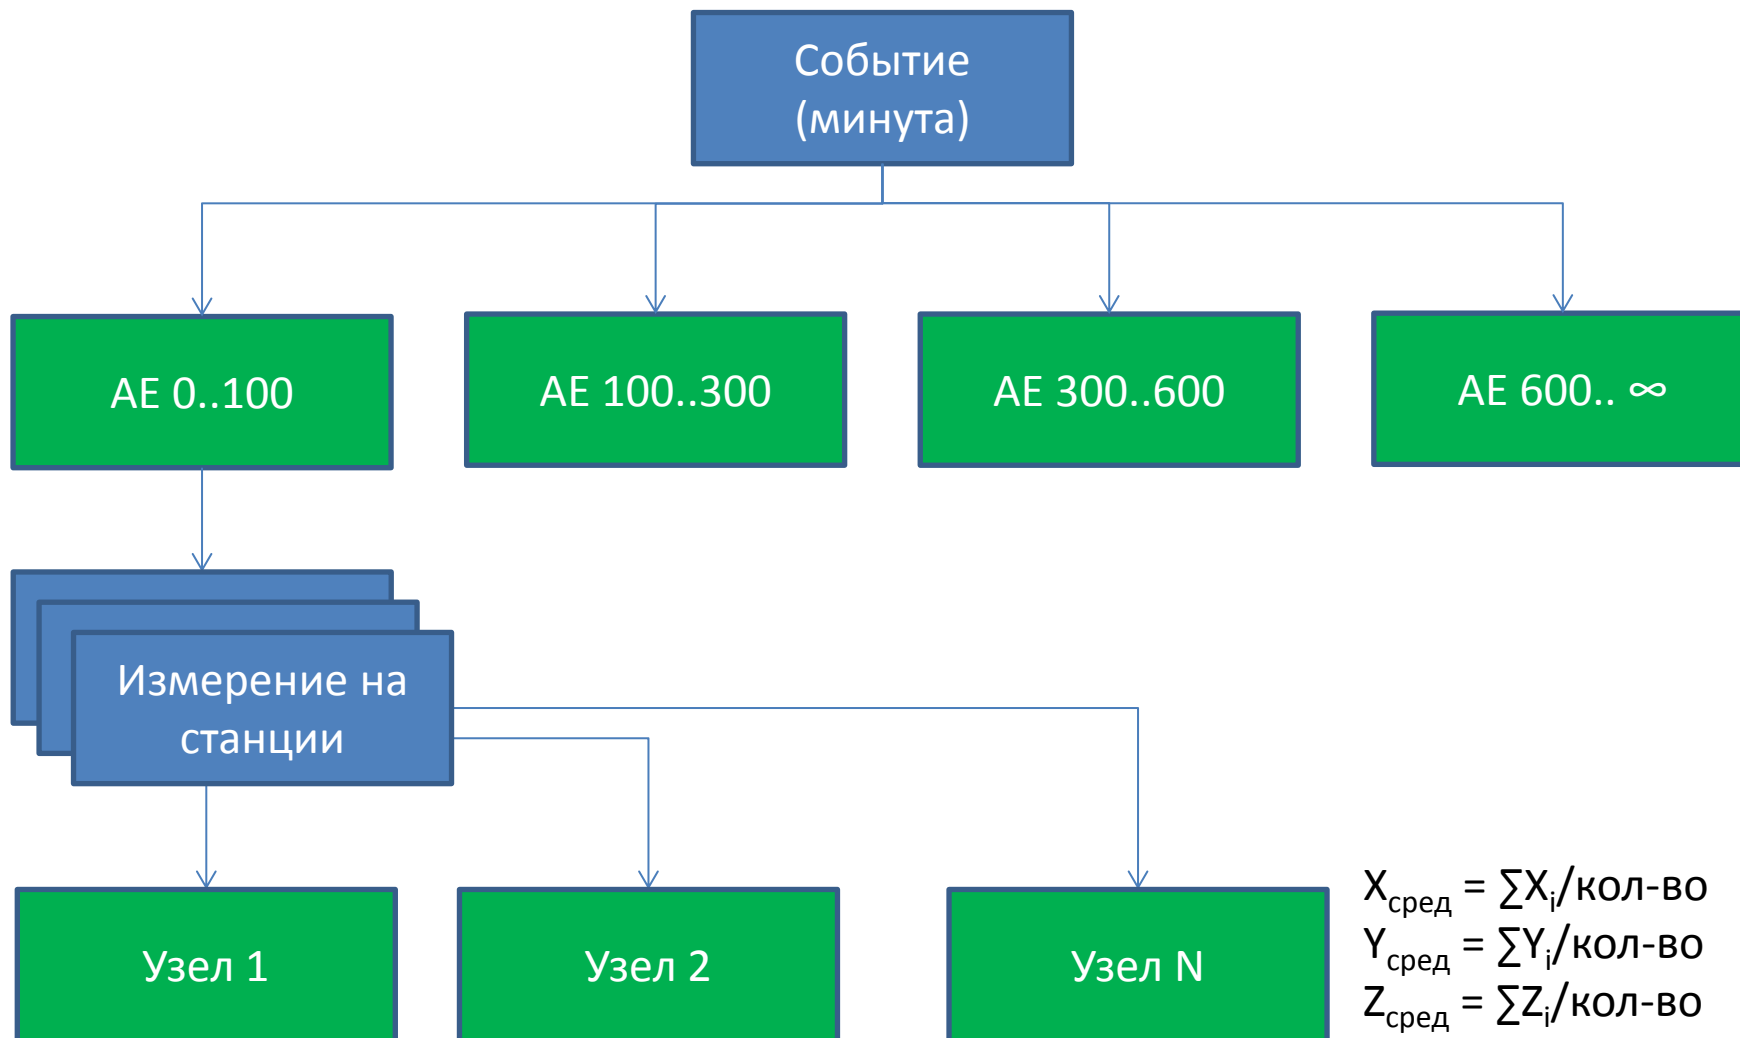 Событие
(минута)
AE 0..100
AE 100..300
AE 300..600
AE 600.. ∞
Измерение на
станции
Узел 1
Узел 2
Узел N
Xсред = ∑Xi/кол-во
Yсред = ∑Yi/кол-во
Zсред = ∑Zi/кол-во